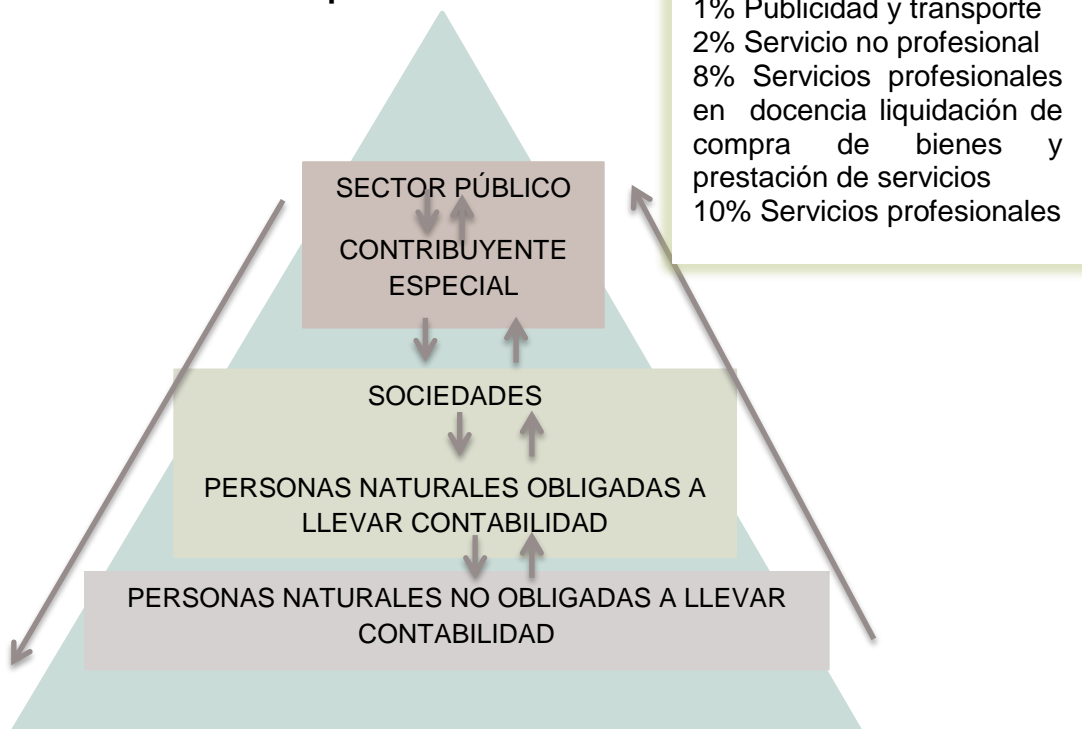 1% Publicidad y transporte
2% Servicio no profesional
8% Servicios profesionales
en docencia liquidación de
compra de bienes y
prestación de servicios
10% Servicios profesionales
SECTOR PÚBLICO
CONTRIBUYENTE
ESPECIAL
SOCIEDADES
PERSONAS NATURALES OBLIGADAS A
LLEVAR CONTABILIDAD
PERSONAS NATURALES NO OBLIGADAS A LLEVAR
CONTABILIDAD